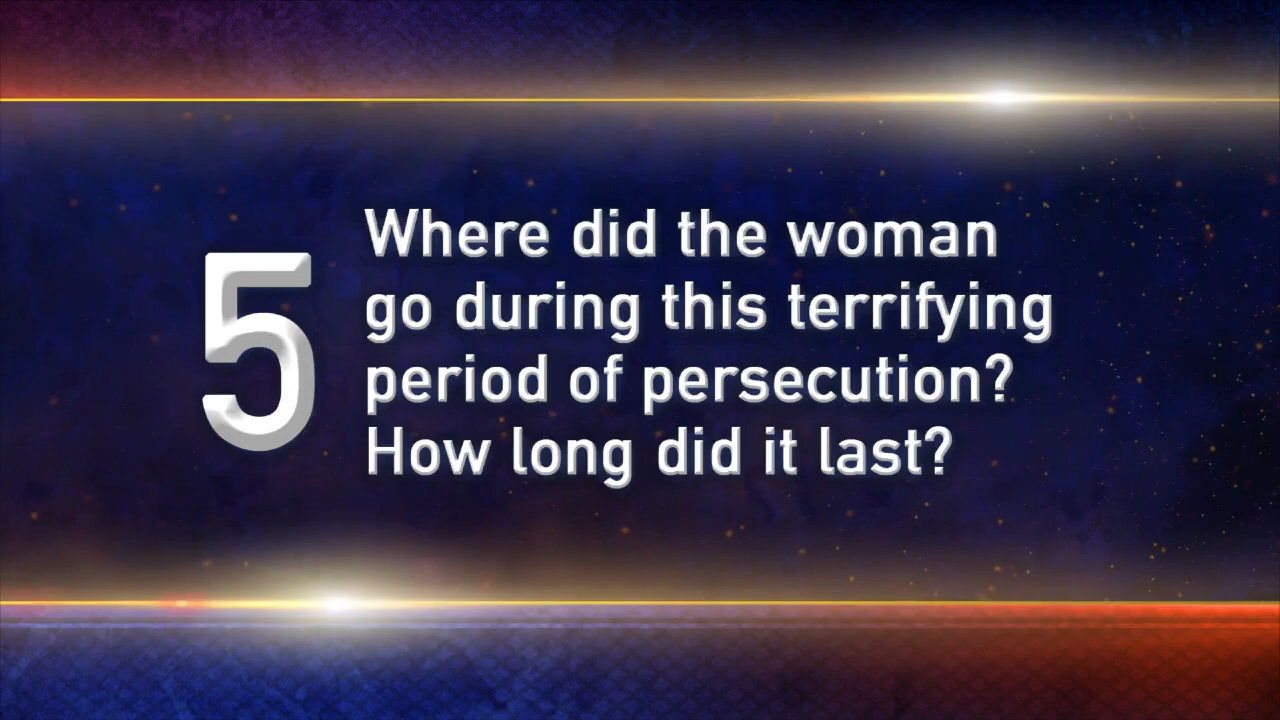 5
Where did the woman
go during this terrifying
period of persecution?
How long did it last?